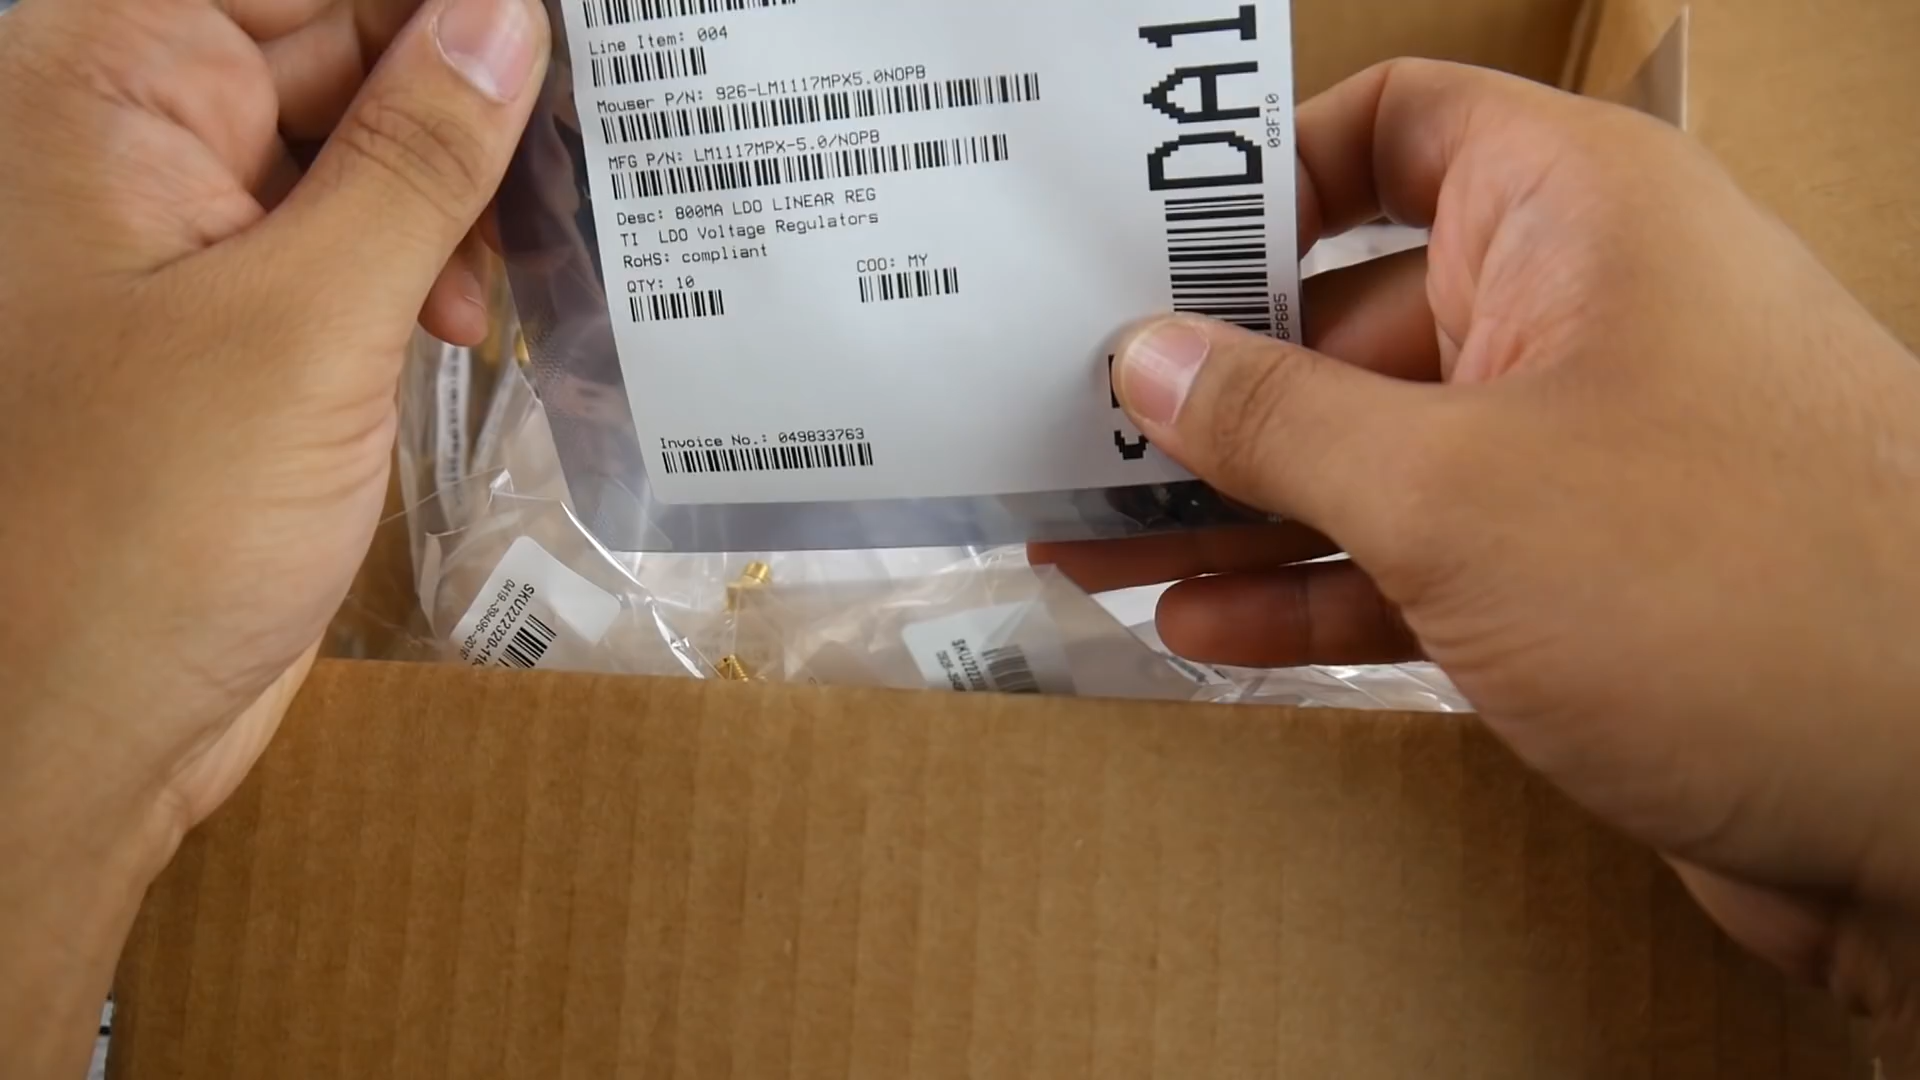 Line Item: 004
Mouser P/N: 926-LM1117MPX5.0NOPB
MFG P/N: LM1117MPX-5.0/NOPB
Desc: 800MA LDO LINEAR REG
TI LDO Voltage Regulators
RoHS: compliant
QTY: 10
COO: MY
Invoice No.: 049833763
DA1
03F10
6P685